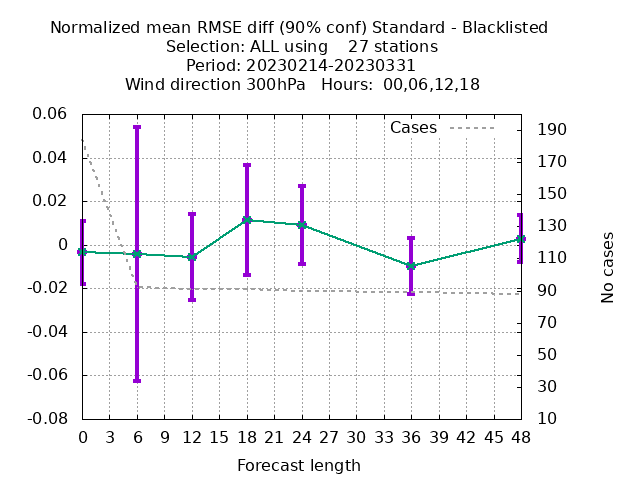 Normalized mean RMSE diff (90% conf) Standard - Blacklisted
Selection: ALL using    27 stations
Period: 20230214-20230331
Wind direction 300hPa   Hours:  00,06,12,18
0.06
0.04
0.02
0
-0.02
-0.04
-0.06
-0.08
Cases
190
170
150
130
110
90
70
50
30
10
No cases
0 3 6 9 12 15 18 21 24 27 30 33 36 39 42 45 48
Forecast length